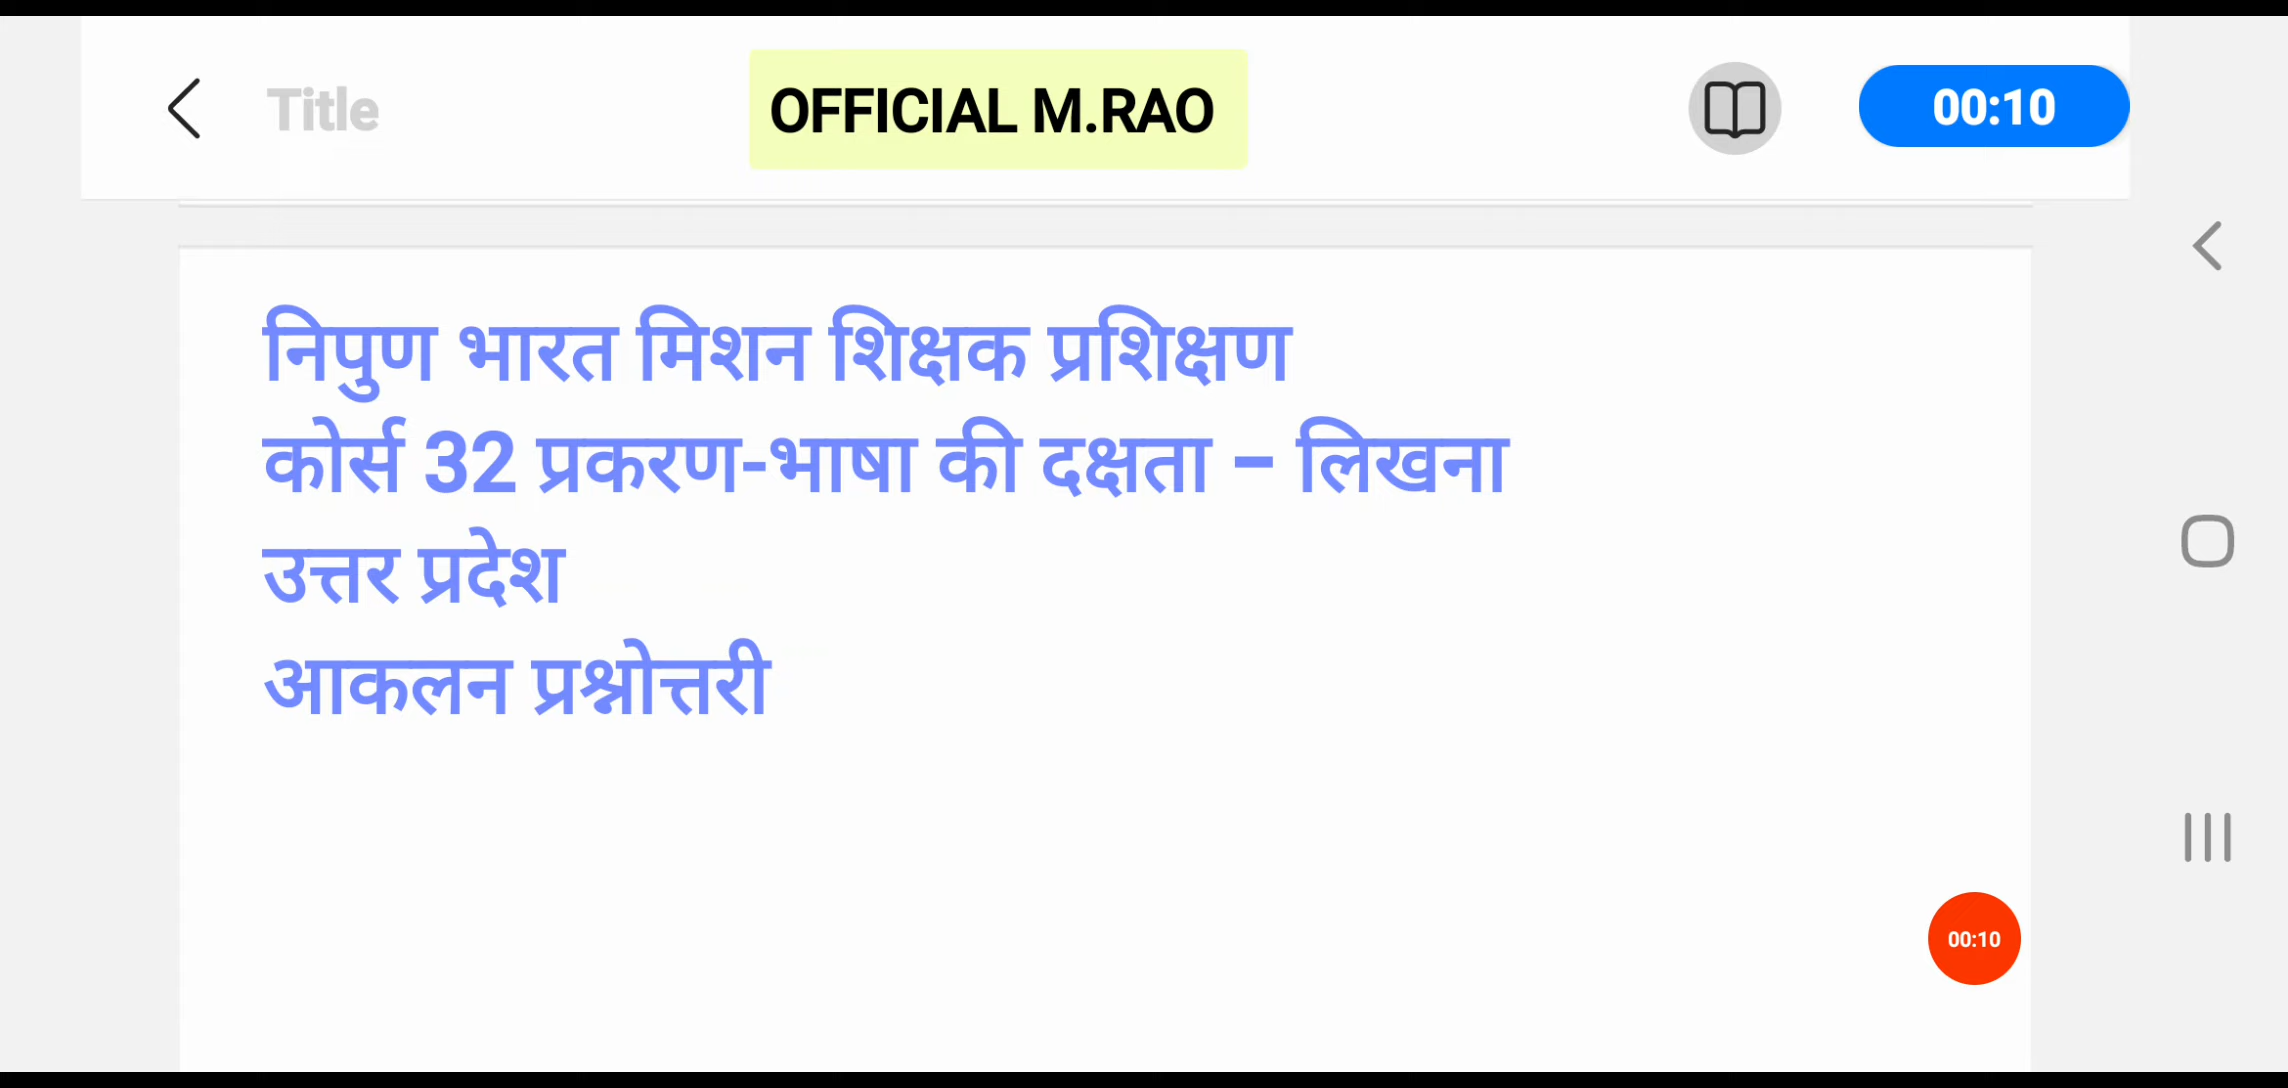 Title
OFFICIAL M.RAO
00:10
निपुण भारत मिशन शिक्षक प्रशिक्षण
कोर्स 32 प्रकरण-भाषा की दक्षता – लिखना
उत्तर प्रदेश
आकलन प्रश्नोत्तरी
00:10